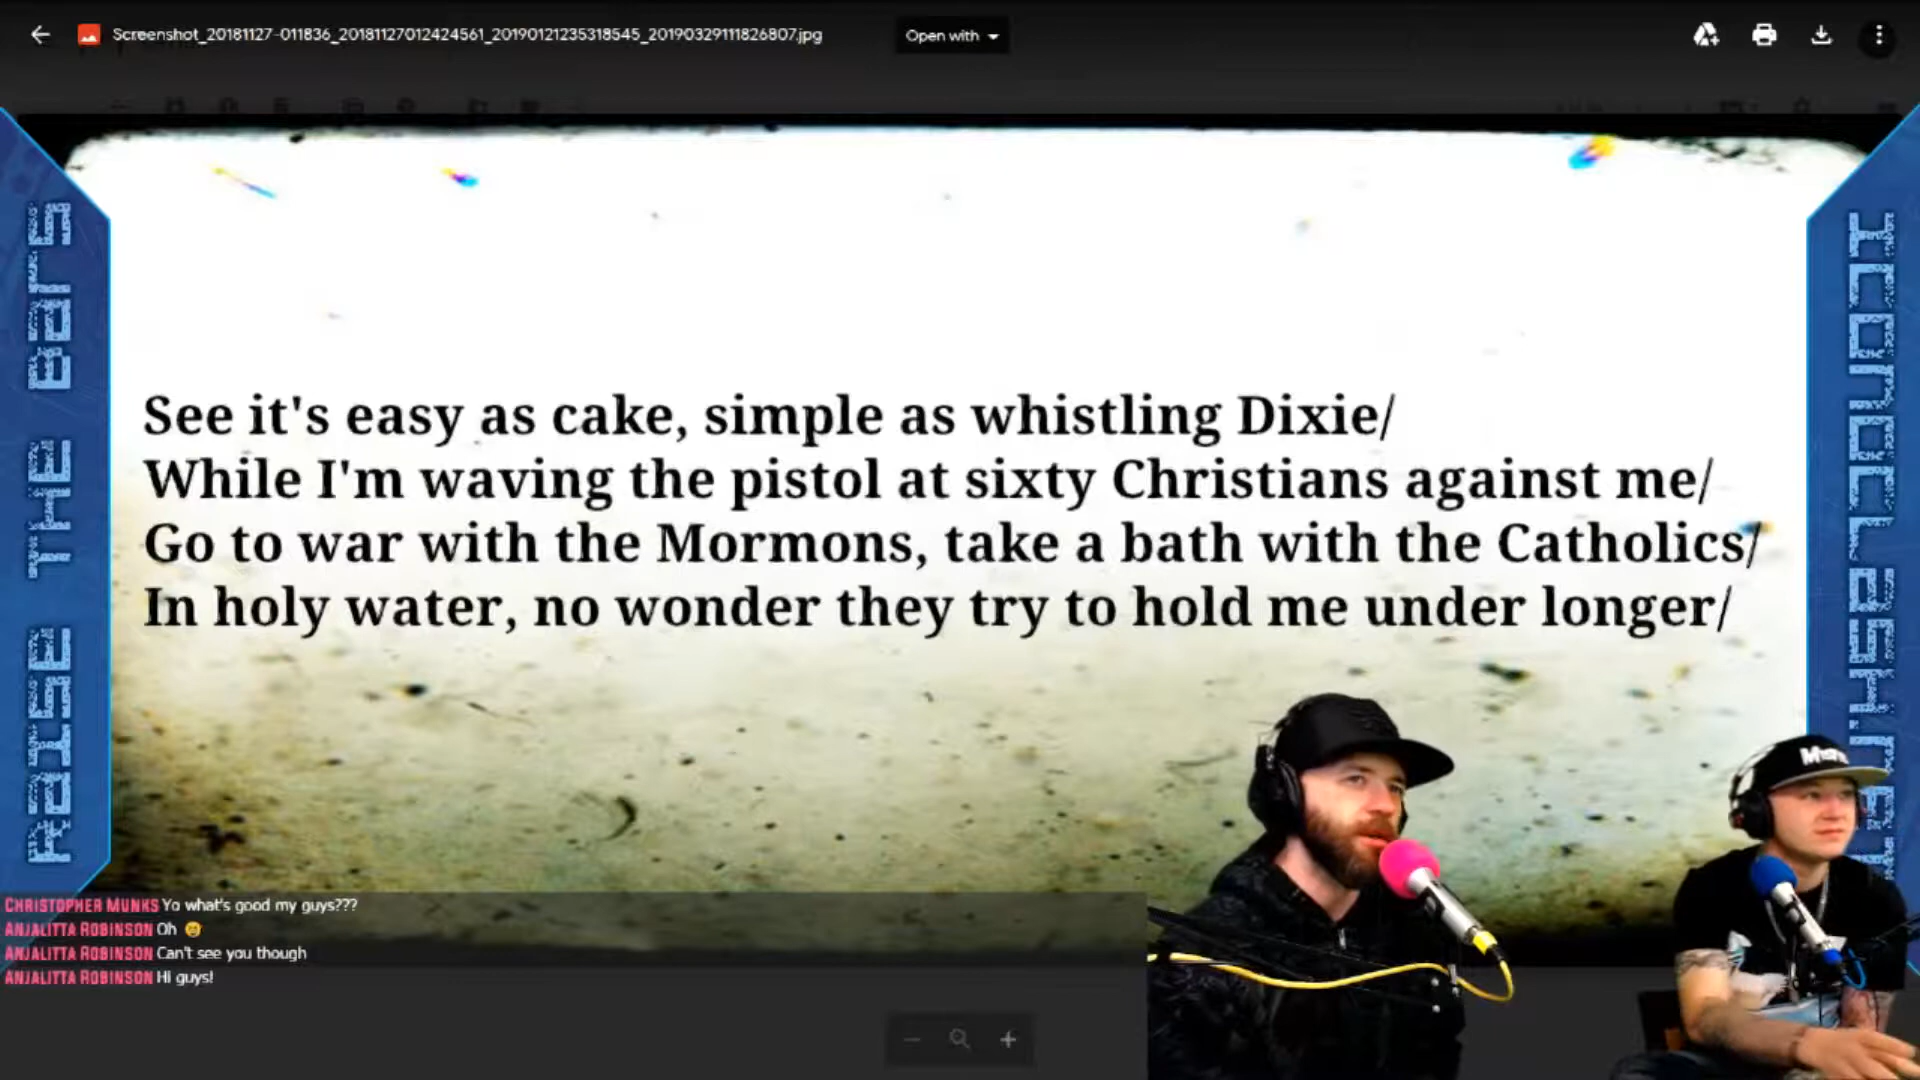 Screenshot_20181127-011836_20181127012424561_20190121235318545_20190329111826807.jpg
Open with
See it's easy as cake, simple as whistling Dixie/
While I'm waving the pistol at sixty Christians against me/
Go to war with the Mormons, take a bath with the Catholics/
In holy water, no wonder they try to hold me under longer/
RAISE THE BARS
CHRISTOPHER MUNKS Yo what's good my guys???
ANJALITTA ROBINSON Oh 😄
ANJALITTA ROBINSON Can't see you though
ANJALITTA ROBINSON Hi guys!